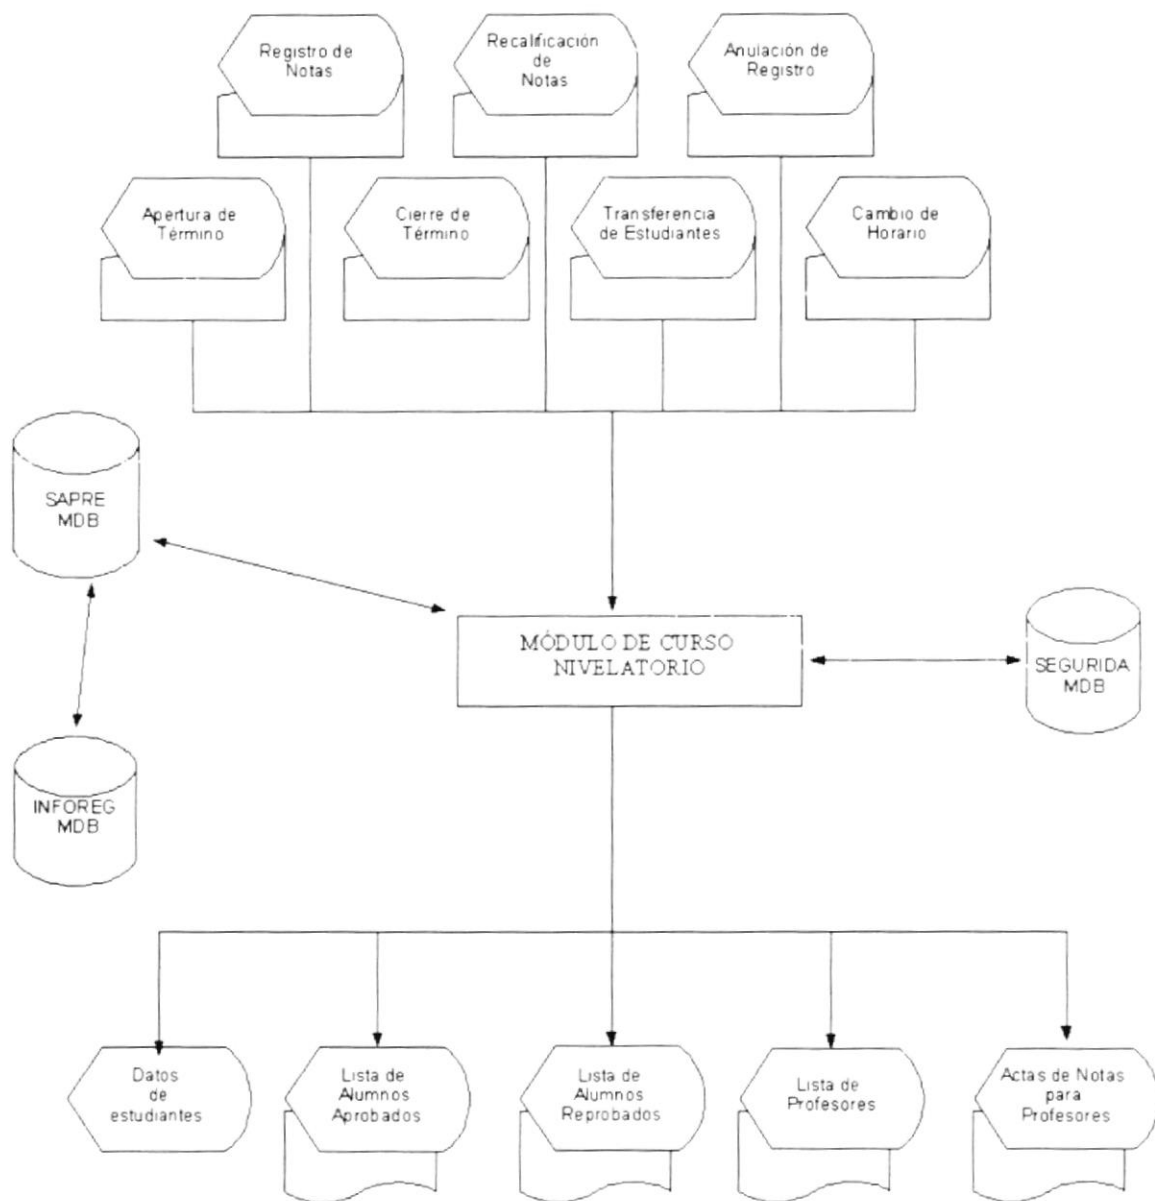 Registro de
Notas
Recalificación
de
Notas
Anulación de
Registro
Apertura de
Término
Cierre de
Término
Transferencia
de Estudiantes
Cambio de
Horario
SAPRE
MDB
MÓDULO DE CURSO
NIVELATORIO
SEGURIDA
MDB
INFOREG
MDB
Datos
de
estudiantes
Lista de
Alumnos
Aprobados
Lista de
Alumnos
Reprobados
Lista de
Profesores
Actas de Notas
para
Profesores